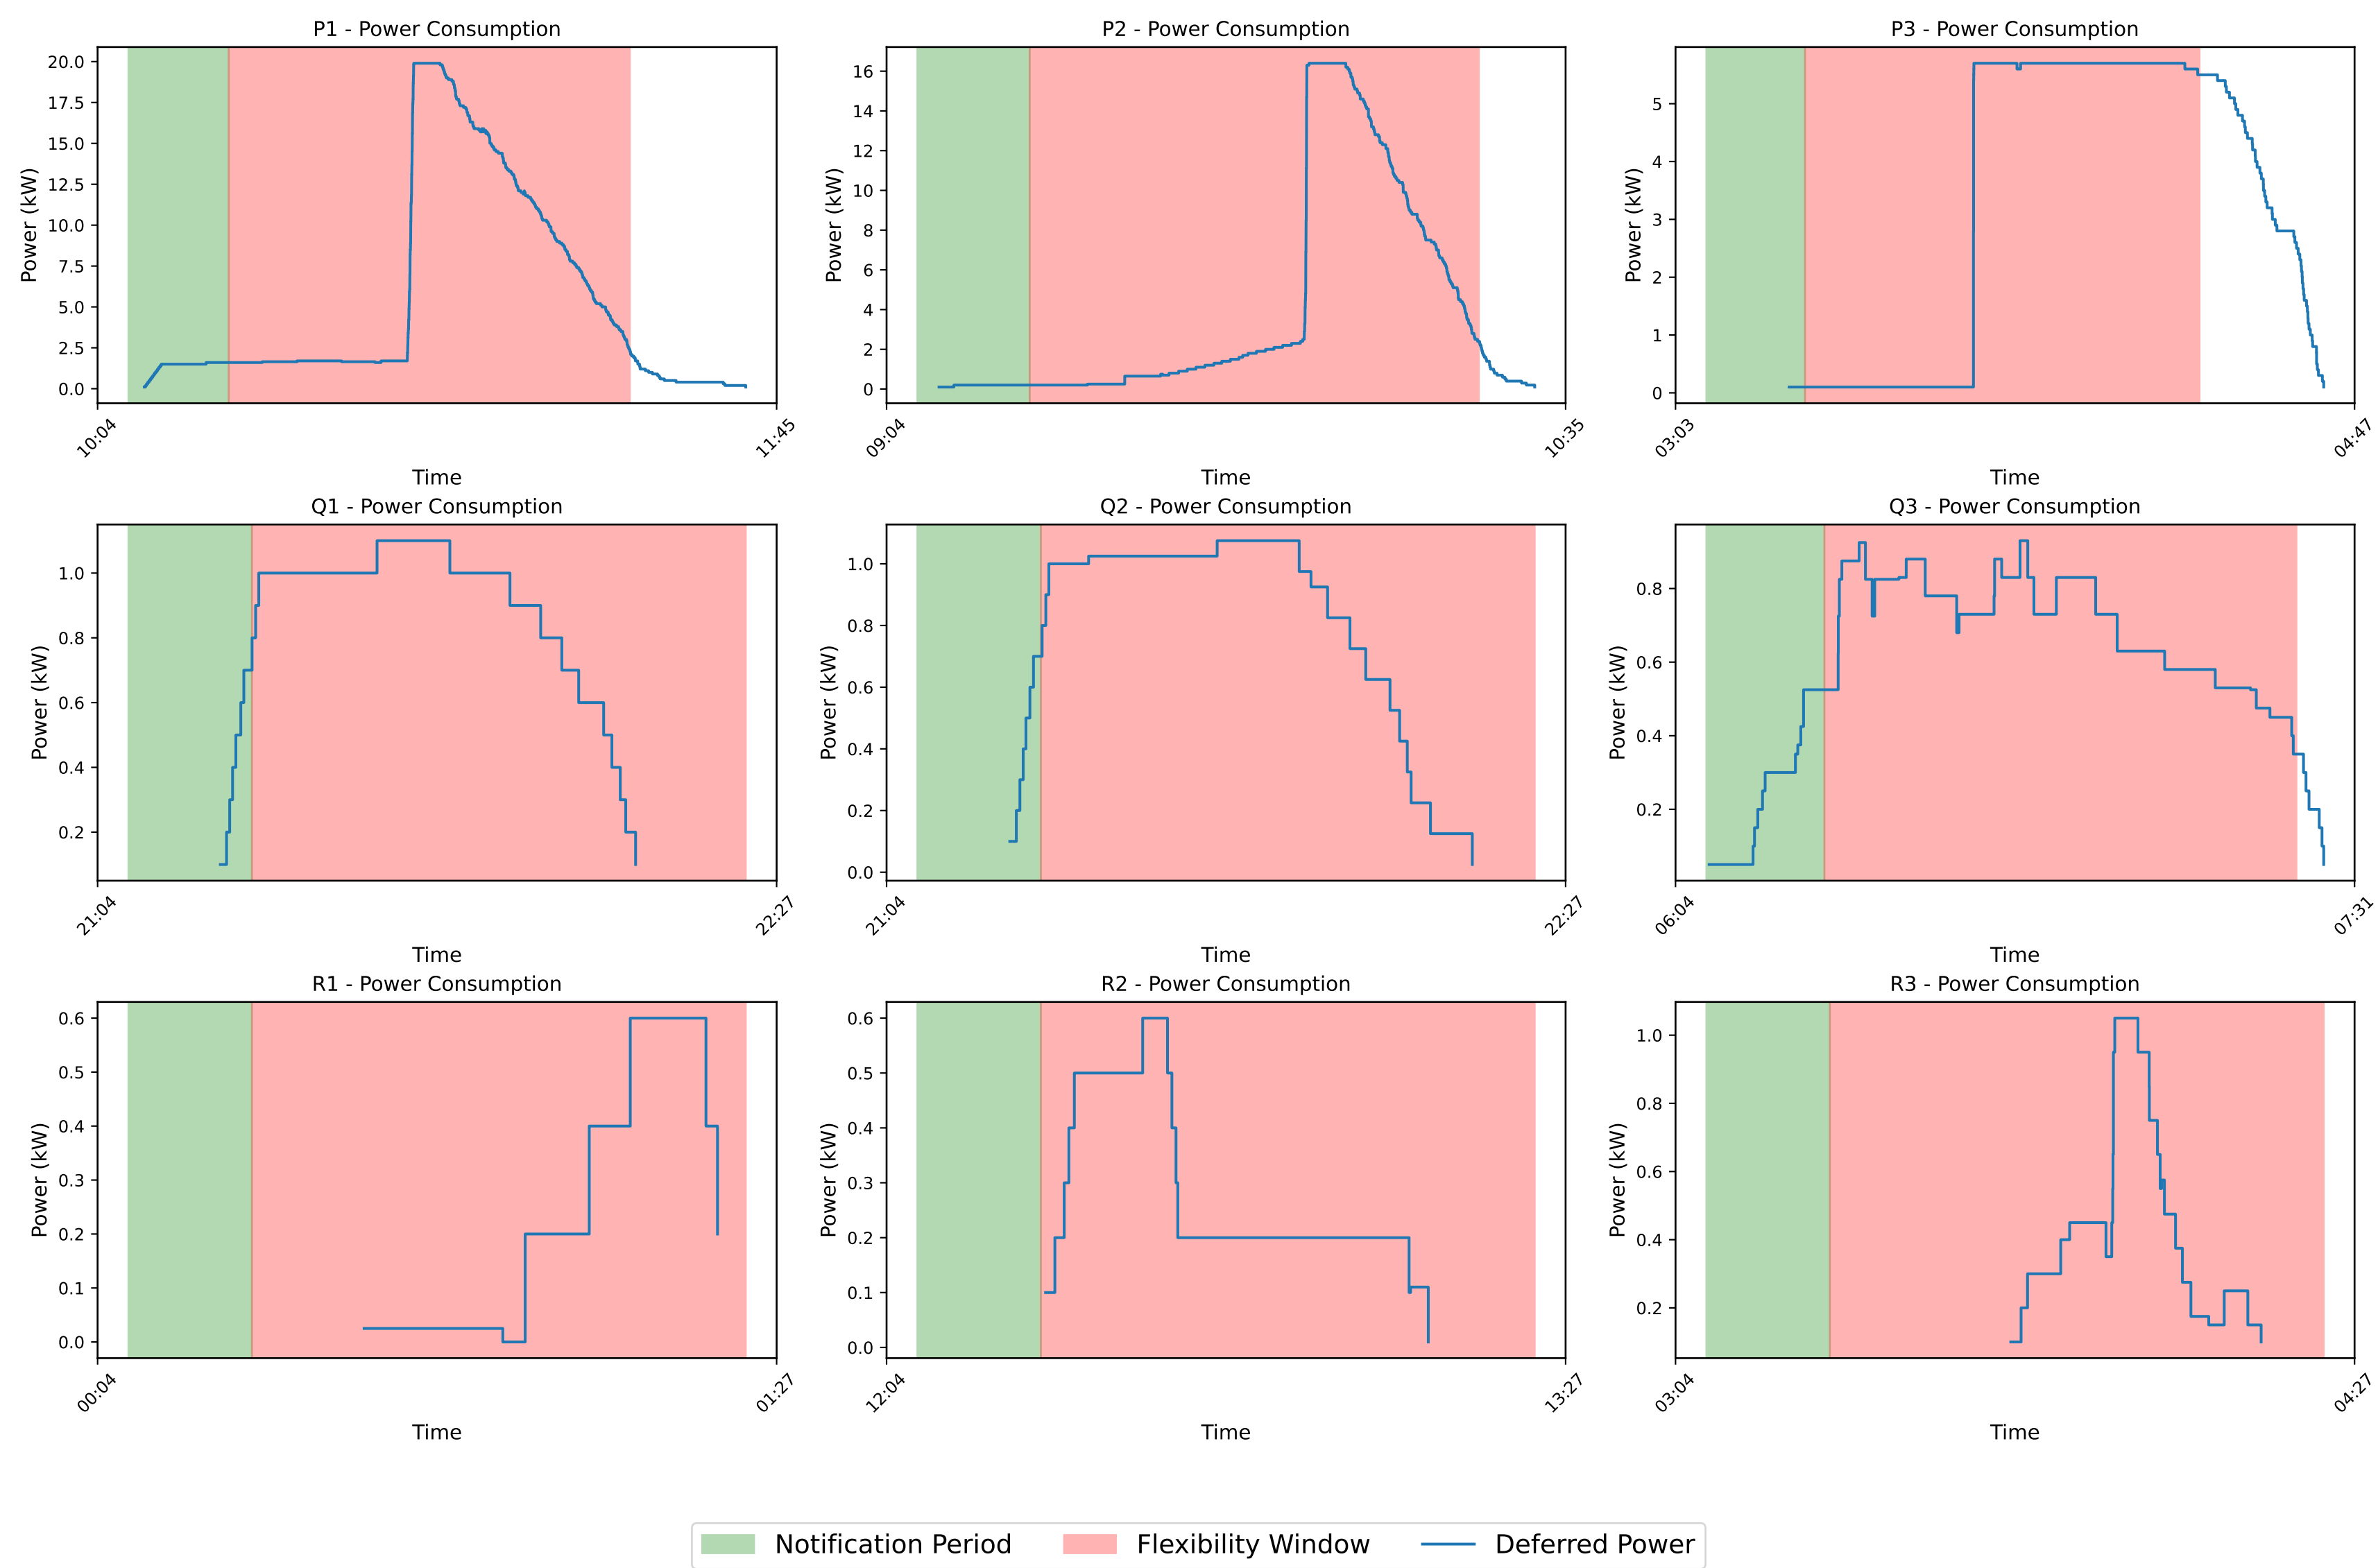 P1 - Power Consumption
P2 - Power Consumption
P3 - Power Consumption
Power (kW)
20.0
17.5
15.0
12.5
10.0
7.5
5.0
2.5
0.0
10:04
11:45
Time
Power (kW)
16
14
12
10
8
6
4
2
0
09:04
10:35
Time
Power (kW)
5
4
3
2
1
0
03:03
04:47
Time
Q1 - Power Consumption
Q2 - Power Consumption
Q3 - Power Consumption
Power (kW)
1.0
0.8
0.6
0.4
0.2
21:04
22:27
Time
Power (kW)
1.0
0.8
0.6
0.4
0.2
0.0
21:04
22:27
Time
Power (kW)
0.8
0.6
0.4
0.2
06:04
07:31
Time
R1 - Power Consumption
R2 - Power Consumption
R3 - Power Consumption
Power (kW)
0.6
0.5
0.4
0.3
0.2
0.1
0.0
00:04
01:27
Time
Power (kW)
0.6
0.5
0.4
0.3
0.2
0.1
0.0
12:04
13:27
Time
Power (kW)
1.0
0.8
0.6
0.4
0.2
03:04
04:27
Time
Notification Period
Flexibility Window
Deferred Power